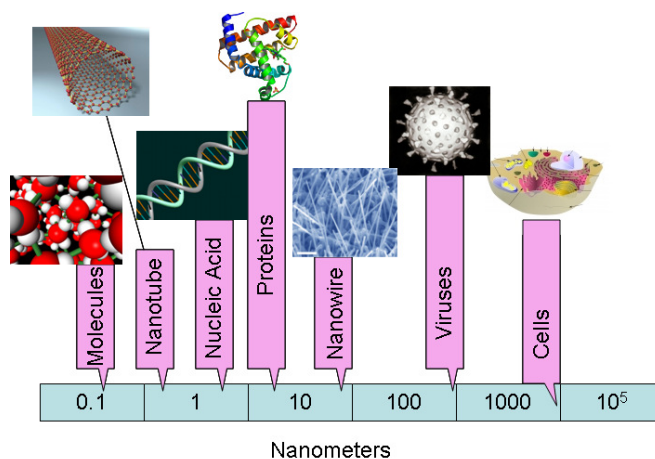 Molecules
Nanotube
Nucleic Acid
Proteins
Nanowire
Viruses
Cells
0.1 1 10 100 1000 10⁵
Nanometers